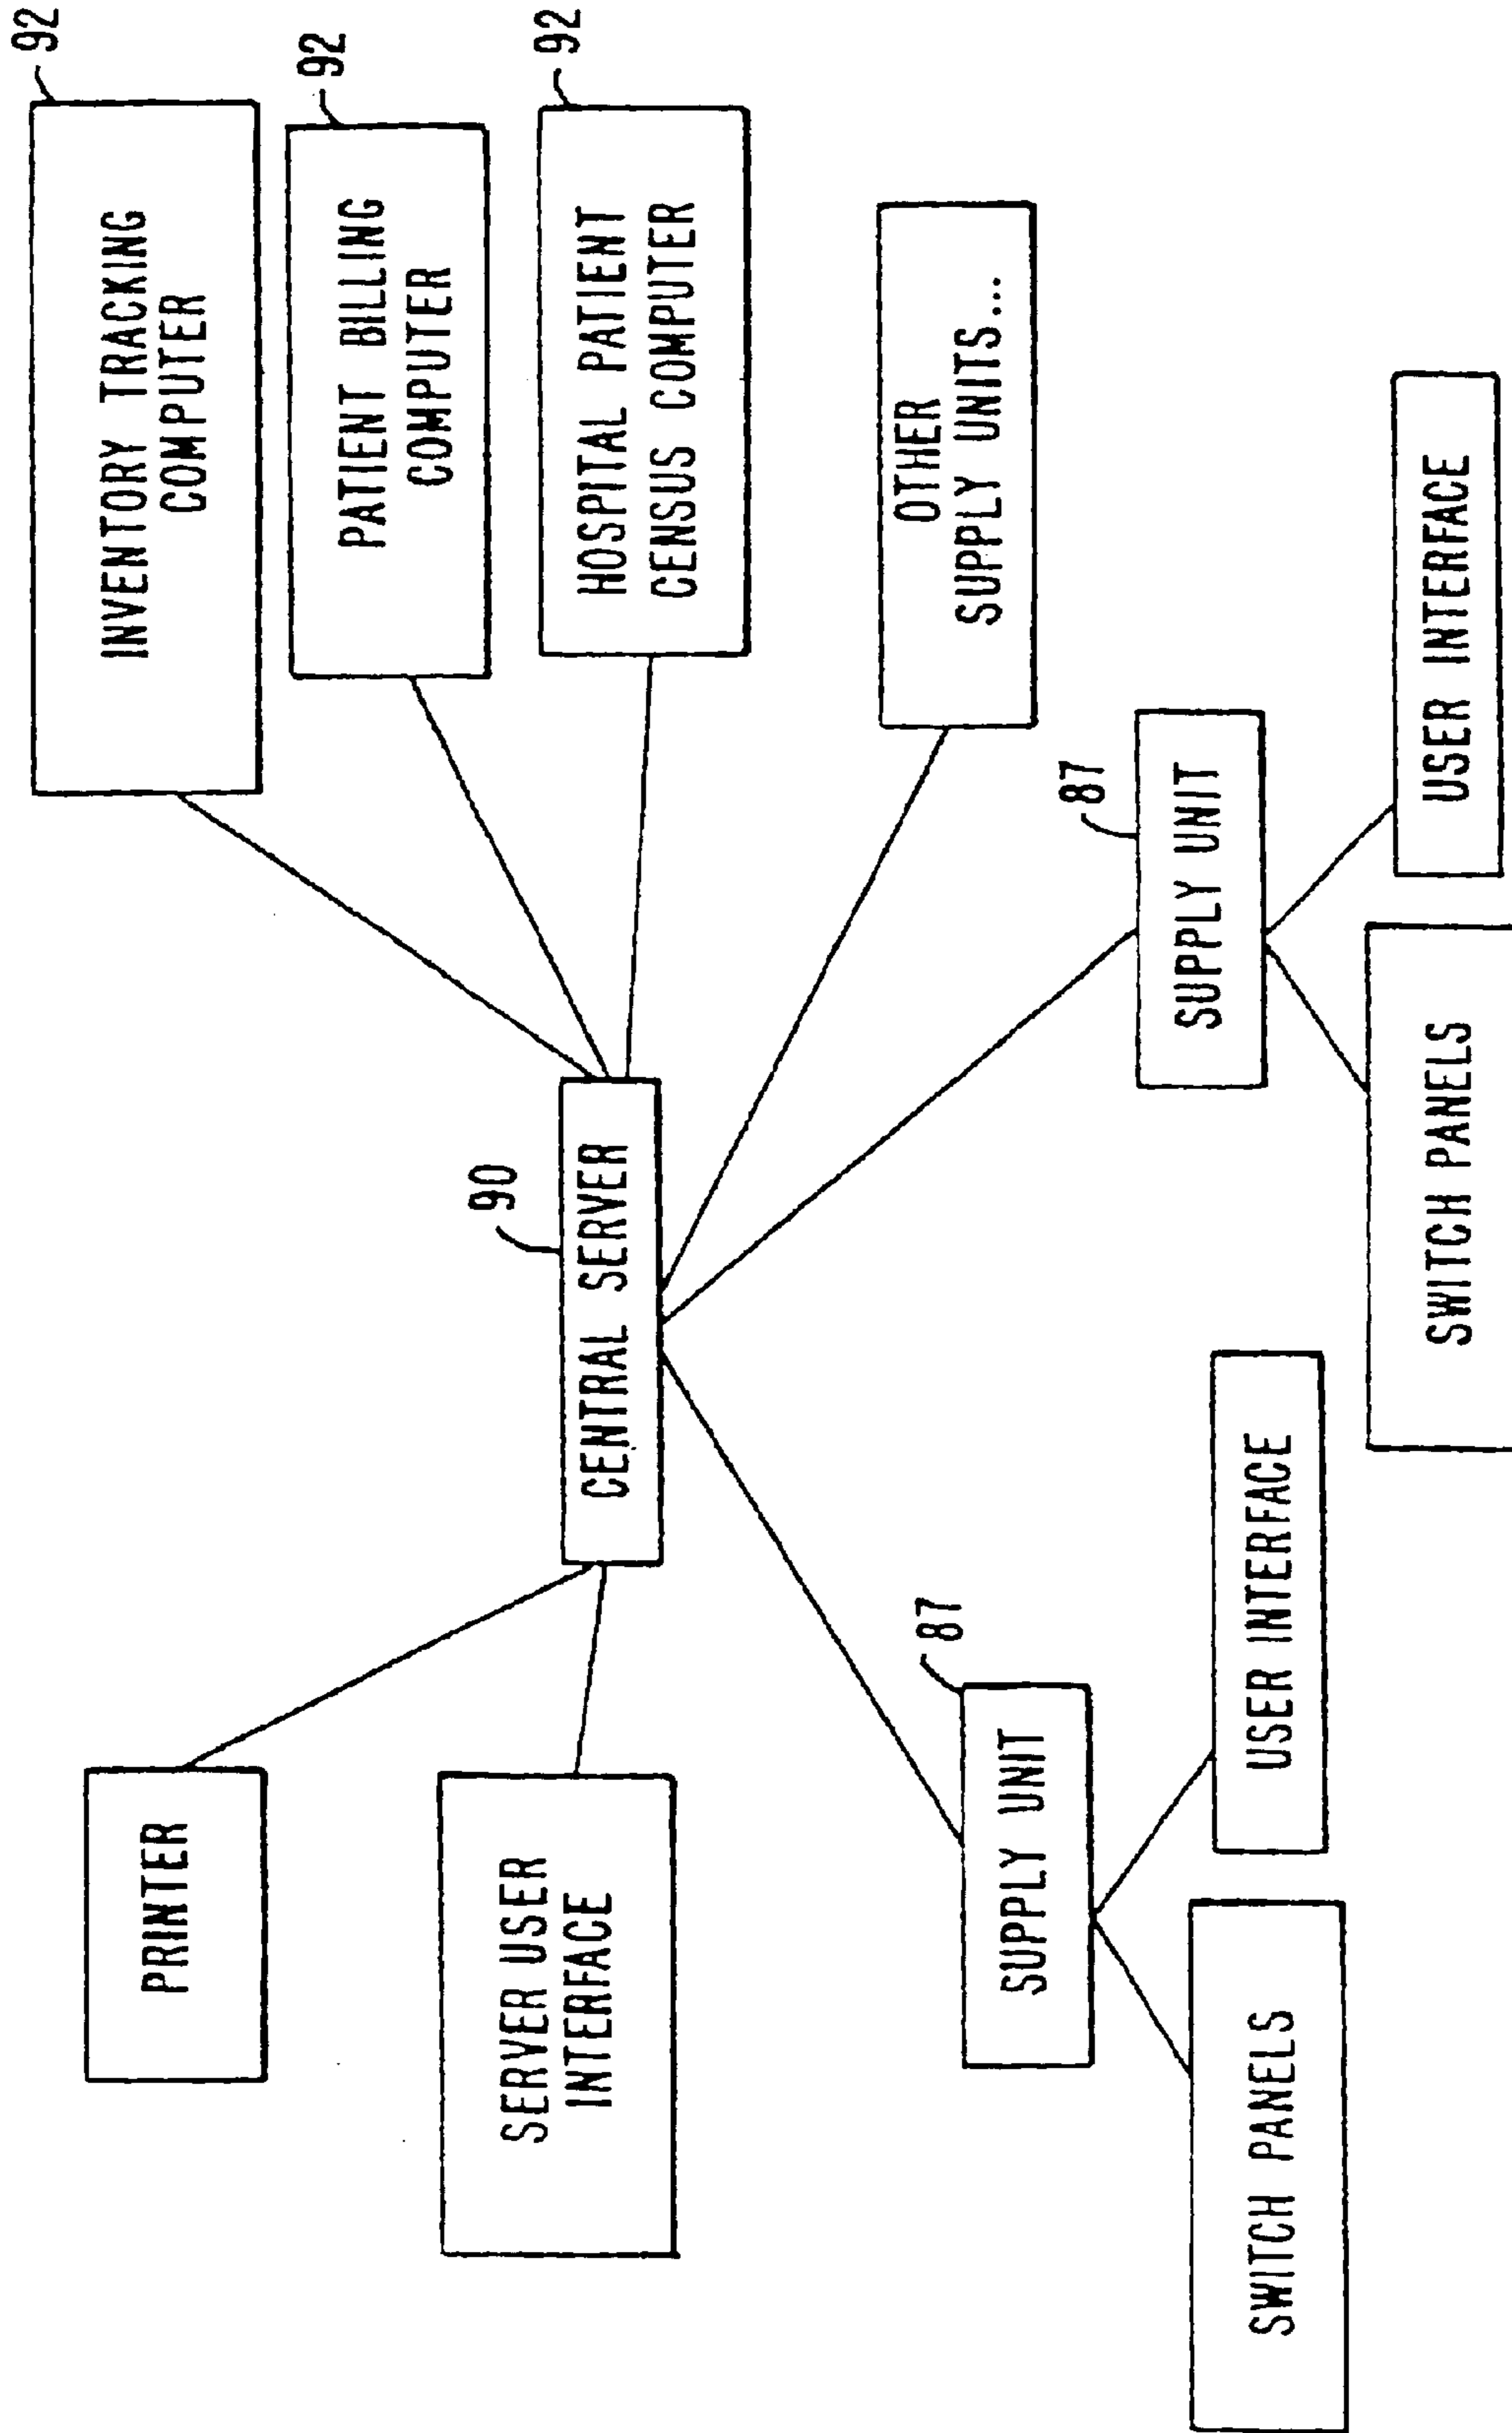 92
INVENTORY TRACKING
COMPUTER
92
PATIENT BILLING
COMPUTER
92
HOSPITAL PATIENT
CENSUS COMPUTER
PRINTER
SERVER USER
INTERFACE
90
CENTRAL SERVER
OTHER
SUPPLY UNITS...
87
SUPPLY UNIT
USER INTERFACE
SWITCH PANELS
87
SUPPLY UNIT
USER INTERFACE
SWITCH PANELS